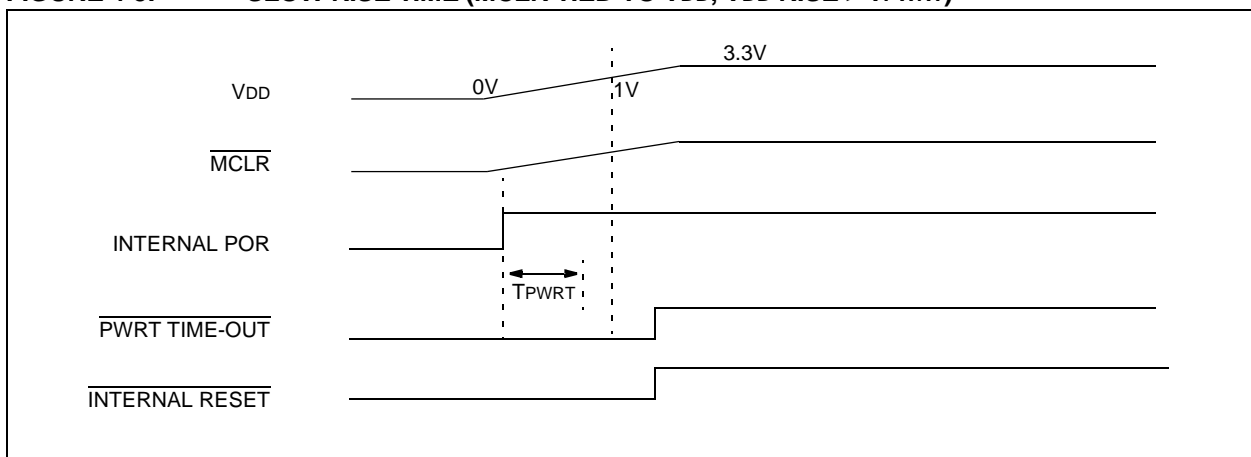 3.3V
VDD
0V
1V
MCLR
INTERNAL POR
TPWRT
PWRT TIME-OUT
INTERNAL RESET